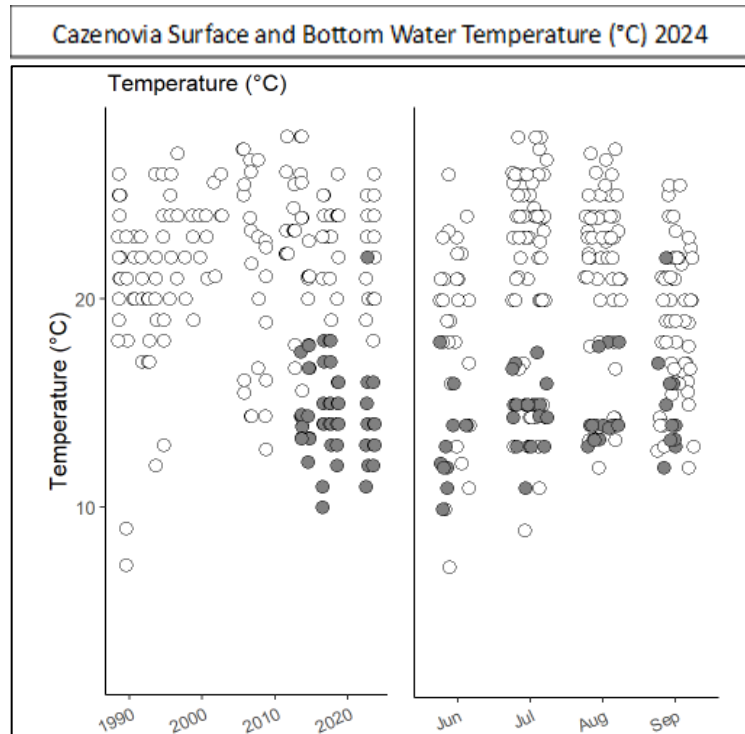 Cazenovia Surface and Bottom Water Temperature (°C) 2024
Temperature (°C)
Temperature (°C)
20
10
1990 2000 2010 2020
Jun Jul Aug Sep